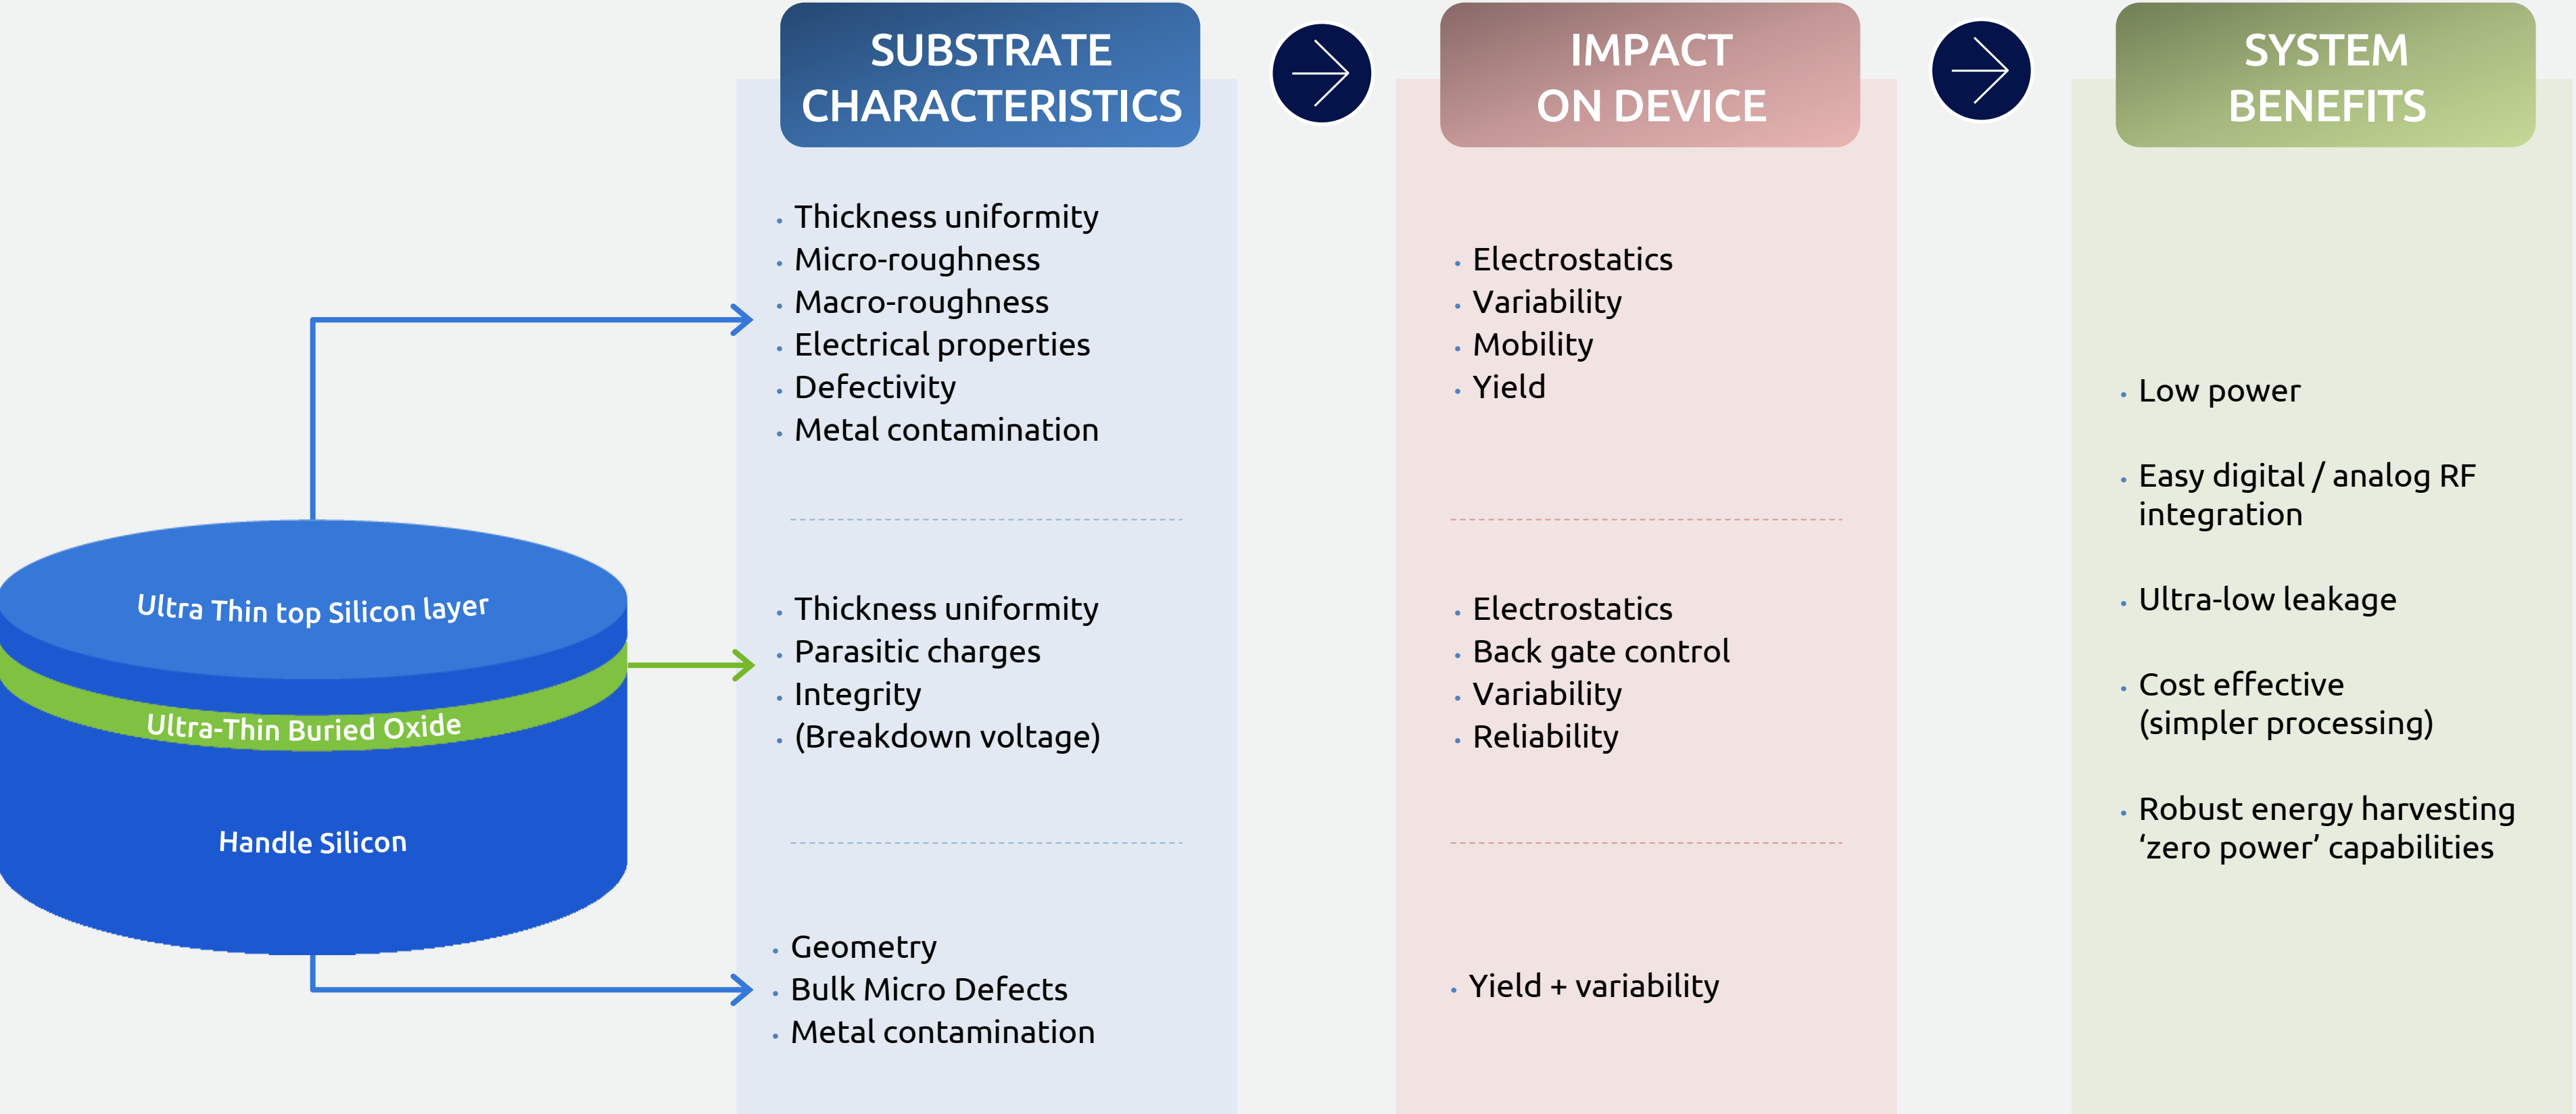 SUBSTRATE
CHARACTERISTICS
IMPACT
ON DEVICE
SYSTEM
BENEFITS
Ultra Thin top Silicon layer
Ultra-Thin Buried Oxide
Handle Silicon
Thickness uniformity
Micro-roughness
Macro-roughness
Electrical properties
Defectivity
Metal contamination
Thickness uniformity
Parasitic charges
Integrity
(Breakdown voltage)
Geometry
Bulk Micro Defects
Metal contamination
Electrostatics
Variability
Mobility
Yield
Electrostatics
Back gate control
Variability
Reliability
Yield + variability
Low power
Easy digital / analog RF
integration
Ultra-low leakage
Cost effective
(simpler processing)
Robust energy harvesting
‘zero power’ capabilities